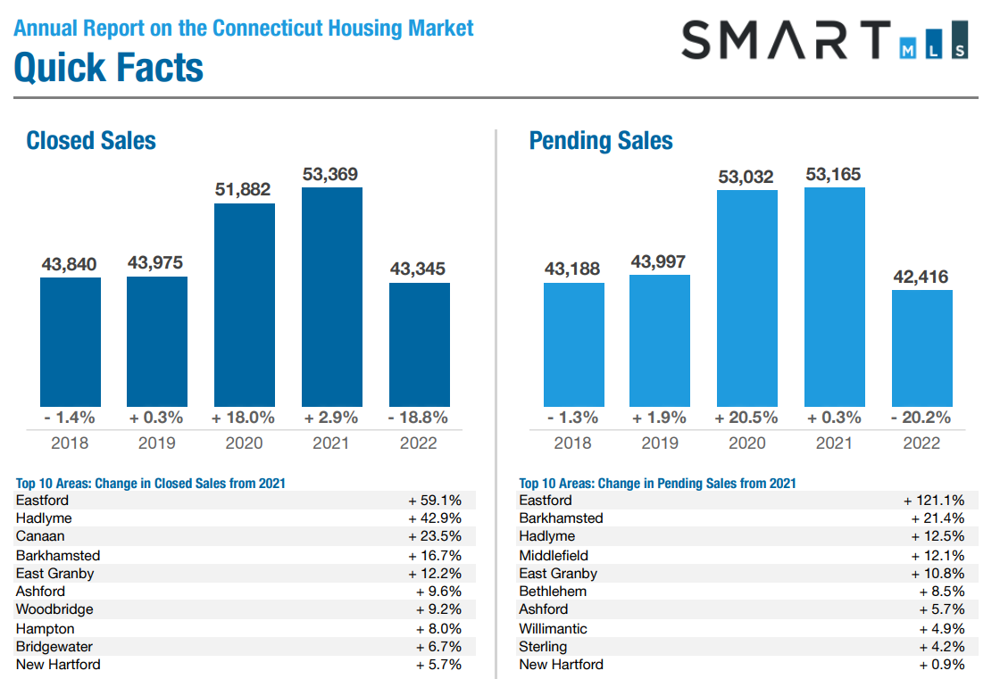 Annual Report on the Connecticut Housing Market
Quick Facts
SMART MLS
Closed Sales
43,840
43,975
51,882
53,369
43,345
- 1.4%
+ 0.3%
+ 18.0%
+ 2.9%
- 18.8%
2018
2019
2020
2021
2022
Top 10 Areas: Change in Closed Sales from 2021
Eastford + 59.1%
Hadlyme + 42.9%
Canaan + 23.5%
Barkhamsted + 16.7%
East Granby + 12.2%
Ashford + 9.6%
Woodbridge + 9.2%
Hampton + 8.0%
Bridgewater + 6.7%
New Hartford + 5.7%
Pending Sales
43,188
43,997
53,032
53,165
42,416
- 1.3%
+ 1.9%
+ 20.5%
+ 0.3%
- 20.2%
2018
2019
2020
2021
2022
Top 10 Areas: Change in Pending Sales from 2021
Eastford + 121.1%
Barkhamsted + 21.4%
Hadlyme + 12.5%
Middlefield + 12.1%
East Granby + 10.8%
Bethlehem + 8.5%
Ashford + 5.7%
Willimantic + 4.9%
Sterling + 4.2%
New Hartford + 0.9%